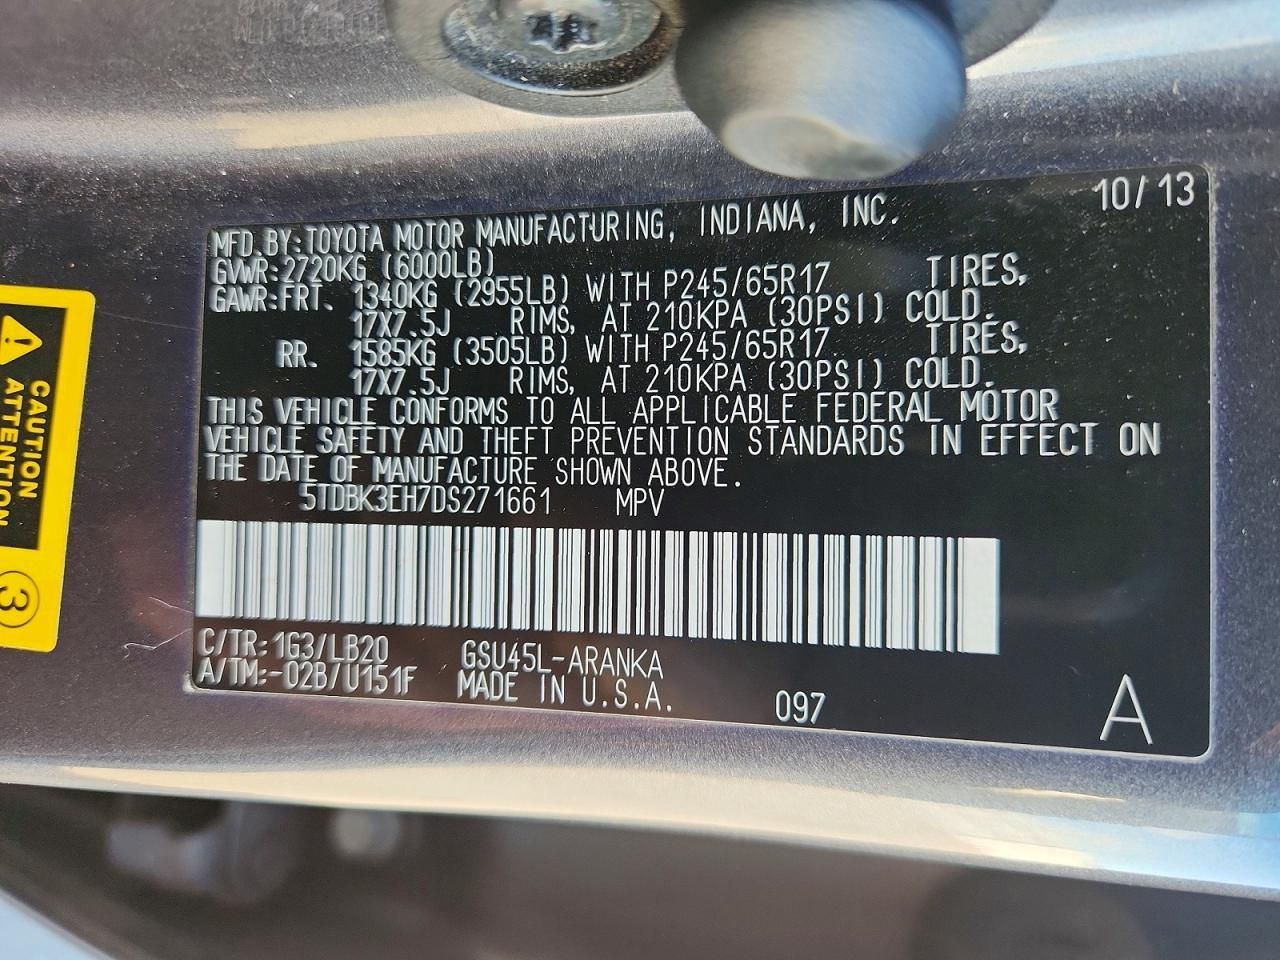 10/13
MFD.BY:TOYOTA MOTOR MANUFACTURING, INDIANA, INC.
GVWR:2720KG (6000LB)
GAWR:FRT. 1340KG (2955LB) WITH P245/65R17 TIRES,
17X7.5J RIMS, AT 210KPA (30PSI) COLD.
RR. 1585KG (3505LB) WITH P245/65R17 TIRES,
17X7.5J RIMS, AT 210KPA (30PSI) COLD.
THIS VEHICLE CONFORMS TO ALL APPLICABLE FEDERAL MOTOR
VEHICLE SAFETY AND THEFT PREVENTION STANDARDS IN EFFECT ON
THE DATE OF MANUFACTURE SHOWN ABOVE.
5TDBK3EH7DS271661 MPV
C/TR:1G3/LB20 GSU45L-ARANKA
A/TM:-02B/U151F MADE IN U.S.A.
097
A
CAUTION
ATTENTION
3